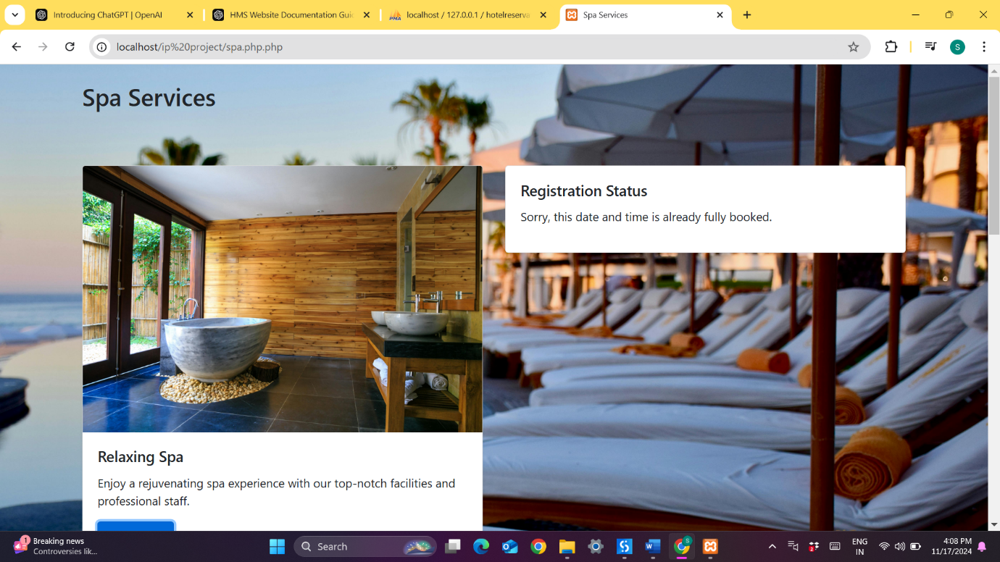 Introducing ChatGPT | OpenAI
HMS Website Documentation Guid
PMA
localhost / 127.0.0.1 / hotelreserva
Spa Services
localhost/ip%20project/spa.php.php
S
Spa Services
Registration Status
Sorry, this date and time is already fully booked.
Relaxing Spa
Enjoy a rejuvenating spa experience with our top-notch facilities and
professional staff.
1
Breaking news
Controversies lik...
Search
S
W
S
2
ENG
IN
4:08 PM
11/17/2024